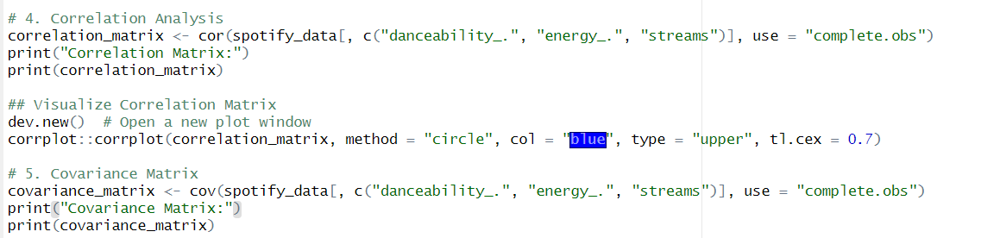 # 4. Correlation Analysis
correlation_matrix <- cor(spotify_data[, c("danceability_.", "energy_.", "streams")], use = "complete.obs")
print("Correlation Matrix:")
print(correlation_matrix)
## Visualize Correlation Matrix
dev.new()  # Open a new plot window
corrplot::corrplot(correlation_matrix, method = "circle", col = "blue", type = "upper", tl.cex = 0.7)
# 5. Covariance Matrix
covariance_matrix <- cov(spotify_data[, c("danceability_.", "energy_.", "streams")], use = "complete.obs")
print("Covariance Matrix:")
print(covariance_matrix)